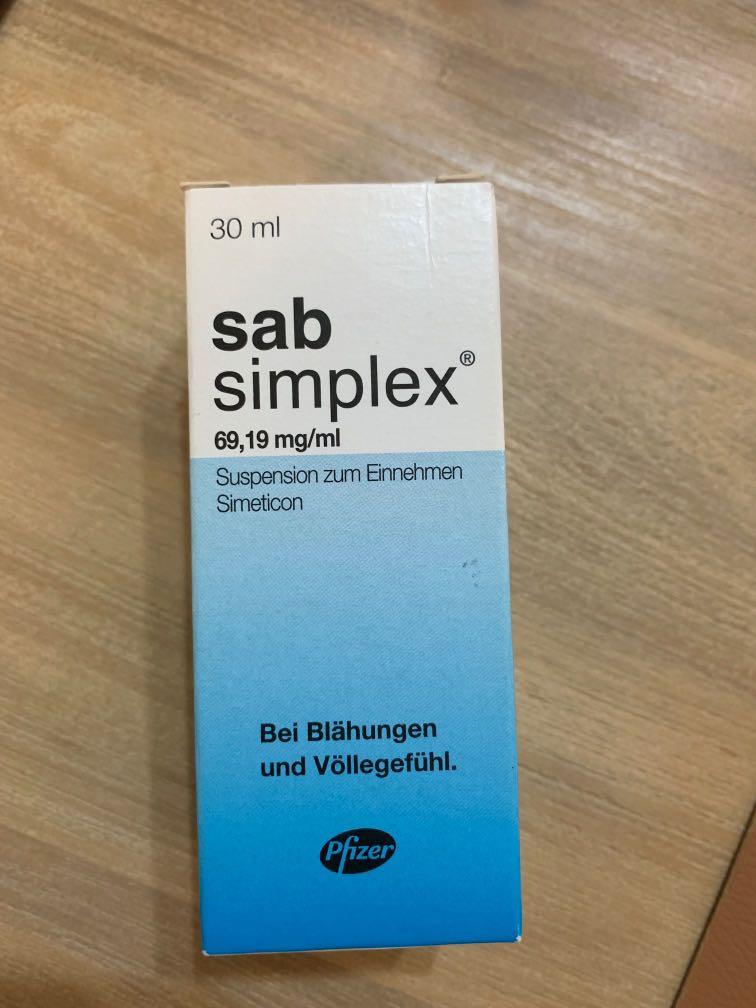 30 ml
sab
simplex®
69,19 mg/ml
Suspension zum Einnehmen
Simeticon
Bei Blähungen
und Völlegefühl.
Pfizer